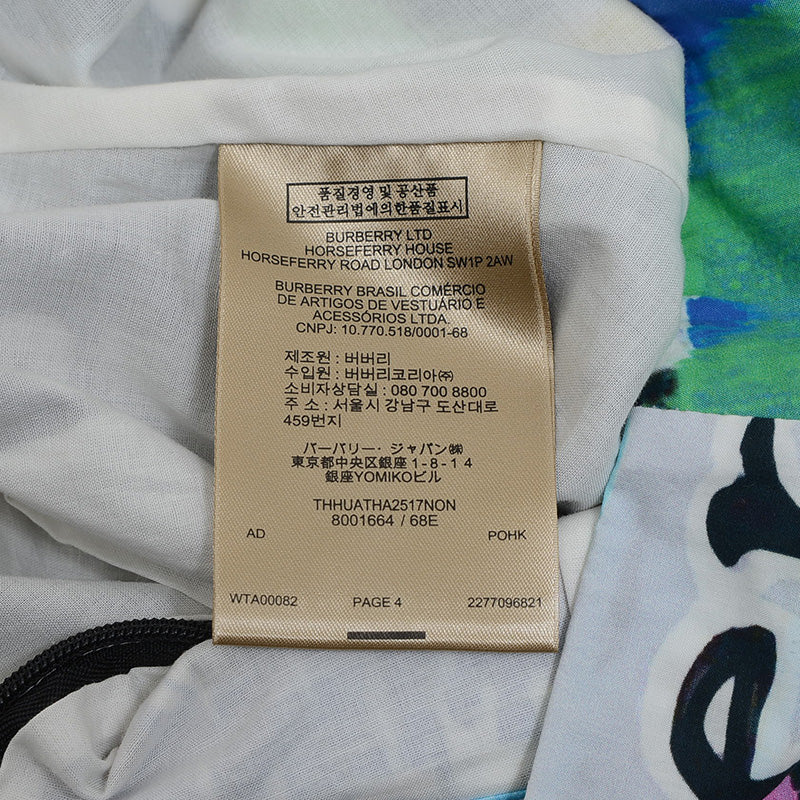 품질경영 및 공산품
안전관리법에의한품질표시
BURBERRY LTD
HORSEFERRY HOUSE
HORSEFERRY ROAD LONDON SW1P 2AW
BURBERRY BRASIL COMÉRCIO
DE ARTIGOS DE VESTUÁRIO E
ACESSÓRIOS LTDA
CNPJ: 10.770.518/0001-68
제조원 : 버버리
수입원 : 버버리코리아㈜
소비자상담실 : 080 700 8800
주 소 : 서울시 강남구 도산대로
459번지
バーバリー・ジャパン㈱
東京都中央区銀座1-8-14
銀座YOMIKOビル
THHUATHA2517NON
8001664 / 68E
AD POHK
WTA00082 PAGE 4 2277096821